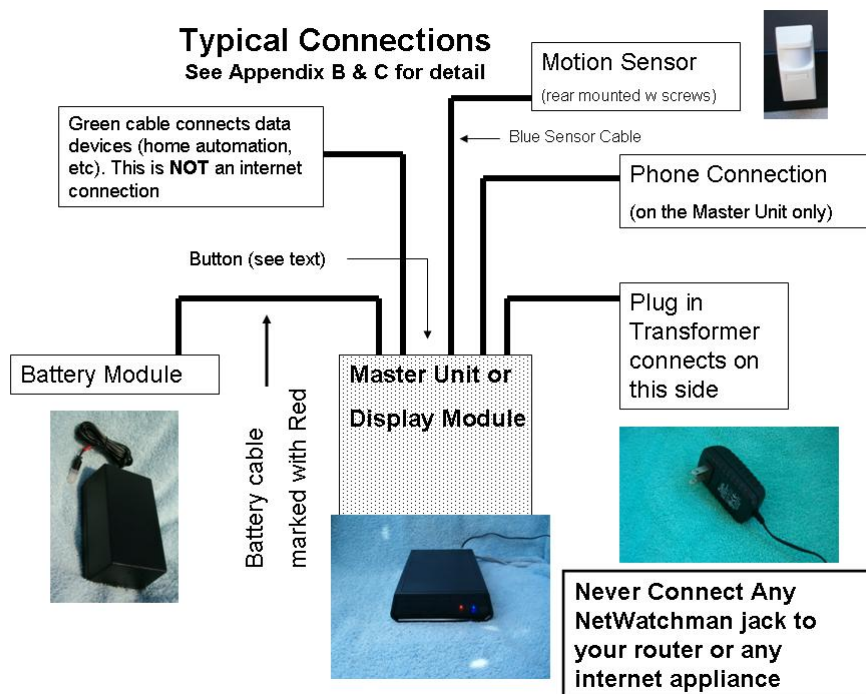 Typical Connections
See Appendix B & C for detail
Motion Sensor
(rear mounted w screws)
Green cable connects data
devices (home automation,
etc). This is NOT an internet
connection
Blue Sensor Cable
Phone Connection
(on the Master Unit only)
Button (see text)
Plug in
Transformer
connects on
this side
Battery Module
Master Unit or
Display Module
Battery cable
marked with Red
Never Connect Any
NetWatchman jack to
your router or any
internet appliance